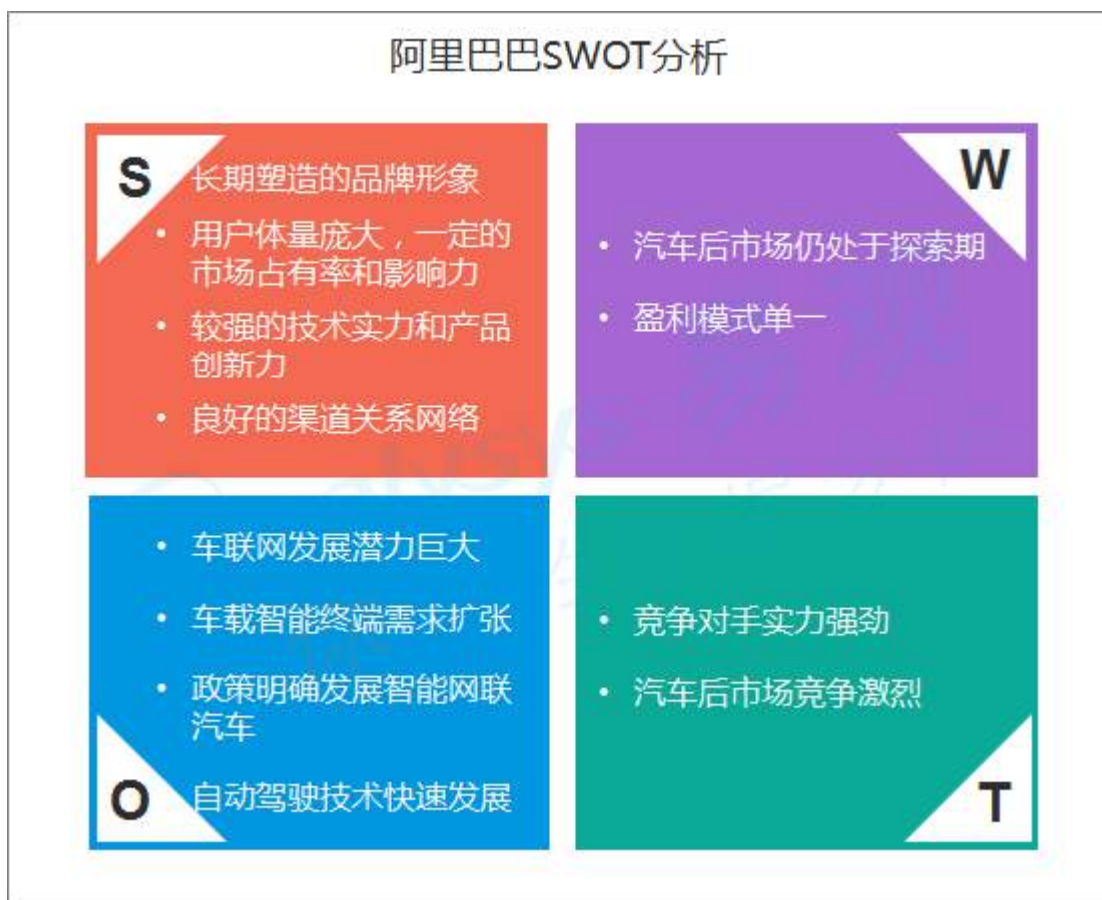 阿里巴巴SWOT分析
S
长期塑造的品牌形象
• 用户体量庞大，一定的
市场占有率和影响力
• 较强的技术实力和产品
创新力
• 良好的渠道关系网络
W
• 汽车后市场仍处于探索期
• 盈利模式单一
• 车联网发展潜力巨大
• 车载智能终端需求扩张
• 政策明确发展智能网联
汽车
自动驾驶技术快速发展
O
• 竞争对手实力强劲
• 汽车后市场竞争激烈
T